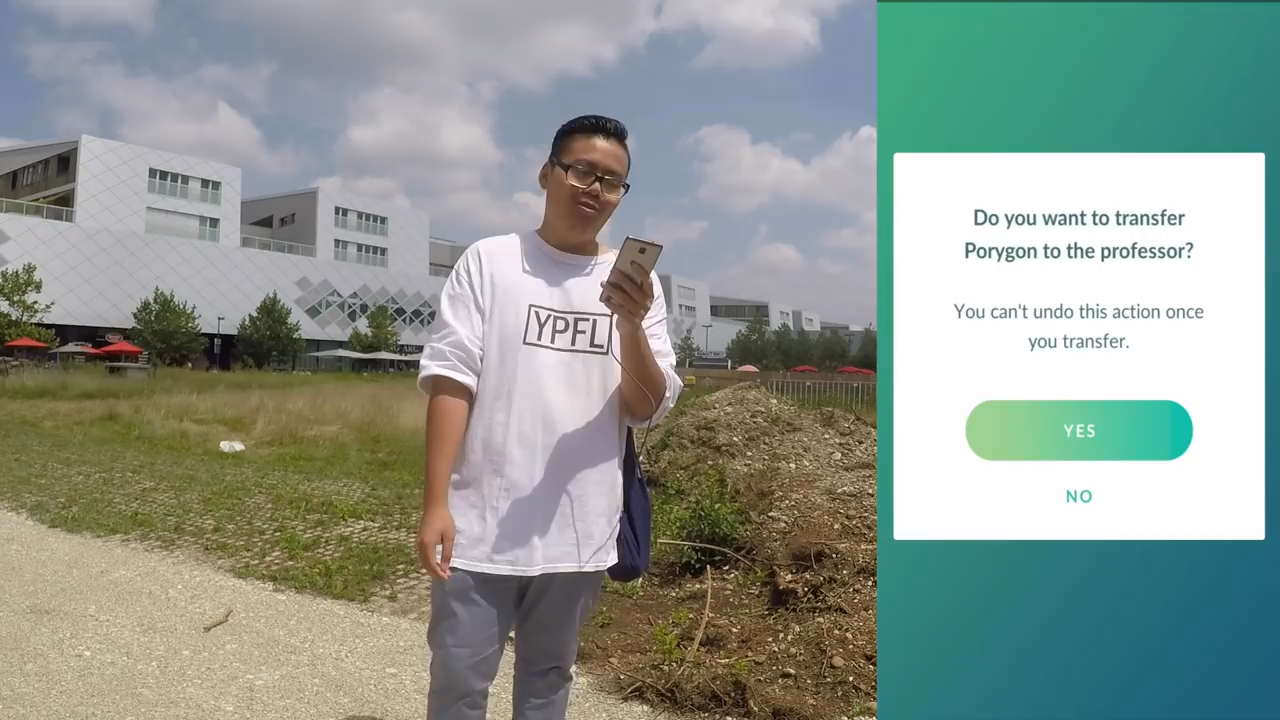 YPFL
Do you want to transfer
Porygon to the professor?
You can't undo this action once
you transfer.
YES
NO